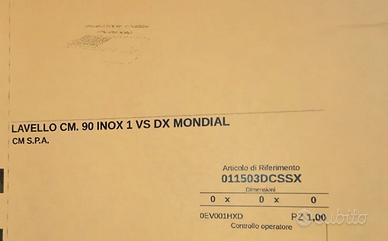 LAVELLO CM. 90 INOX 1 VS DX MONDIAL
CM S.P.A.
Articolo di Riferimento
011503DCSSX
Dimensioni
0 x 0 x 0
0EV001HXD PZ 1,00
Controllo operatore
subito